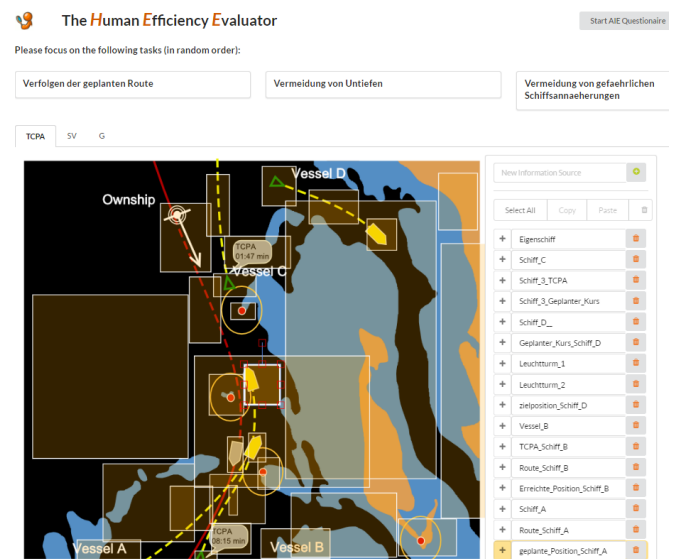 The Human Efficiency Evaluator
Start AIE Questionaire
Please focus on the following tasks (in random order):
Verfolgen der geplanten Route
Vermeidung von Untiefen
Vermeidung von gefaehrlichen
Schiffsannaeherungen
TCPA
SV
G
New Information Source
Select All
Copy
Paste
Vessel D
Ownship
TCPA
01:47 min
Vessel C
TCPA
08:15 min
Vessel A
Vessel B
Eigenschiff
Schiff_C
Schiff_3_TCPA
Schiff_3_Geplanter_Kurs
Schiff_D__
Geplanter_Kurs_Schiff_D
Leuchtturm_1
Leuchtturm_2
zielposition_Schiff_D
Vessel_B
TCPA_Schiff_B
Route_Schiff_B
Erreichte_Position_Schiff_B
Schiff_A
Route_Schiff_A
geplante_Position_Schiff_A